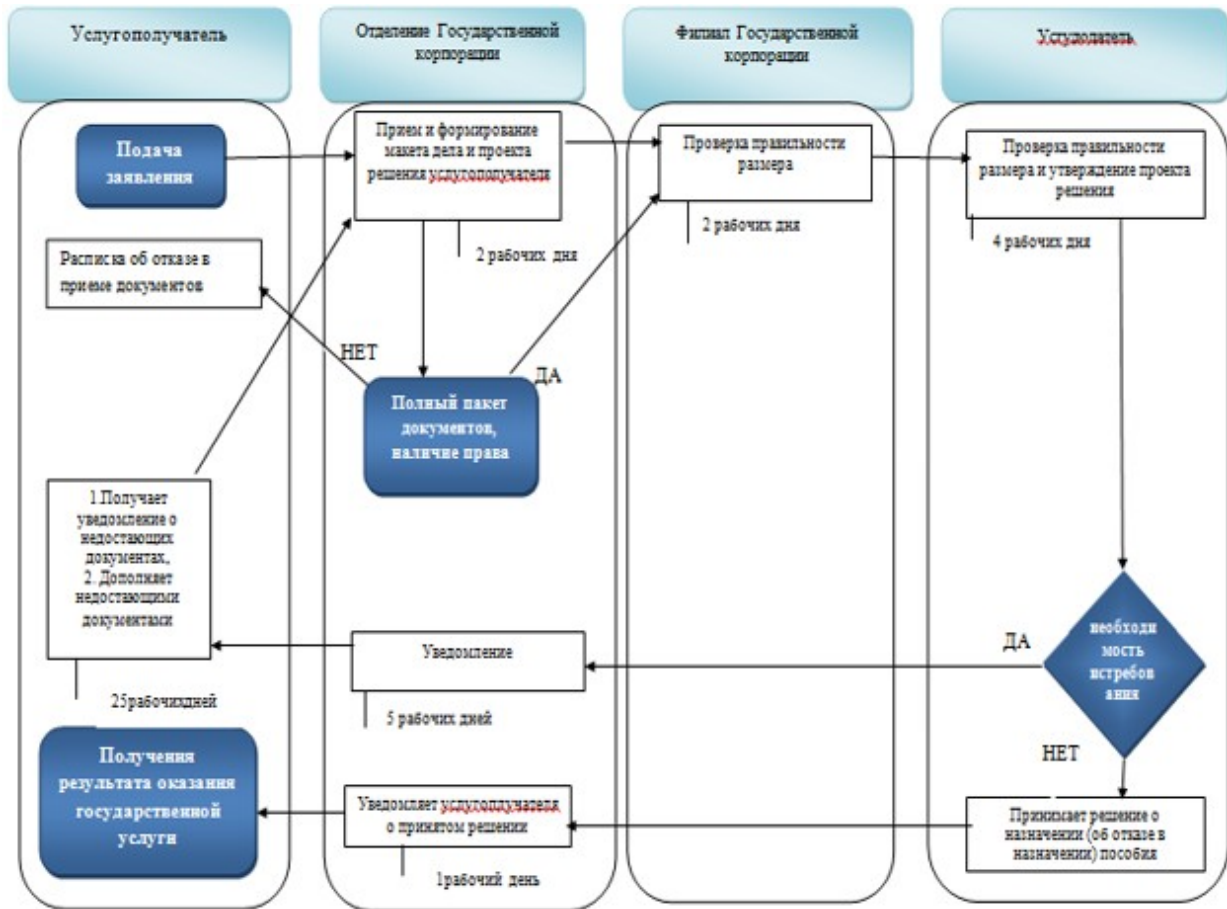 Услугополучатель
Отделение Государственной
корпорации
Филиал Государственной
корпорации
Устудолатель
Подача
заявления
Прием и формирование
макета дела и проекта
решения услугополучателя
Проверка правильности
размера
Проверка правильности
размера и утверждение проекта
решения
2 рабочих дня
2 рабочих дня
4 рабочих дня
Расписка об отказе в
приеме документов
НЕТ
ДА
Полный пакет
документов,
наличие права
1.Получает
уведомление о
недостающих
документах,
2. Дополняет
недостающими
документами
25рабочихдней
Уведомление
5 рабочих дней
ДА
необходи
мость
истребов
ания
НЕТ
Получения
результата оказания
государственной
услуги
Уведомляет услугоплучателя
о принятом решении
1рабочий день
Принимает решение о
назначении (об отказе в
назначении) пособия